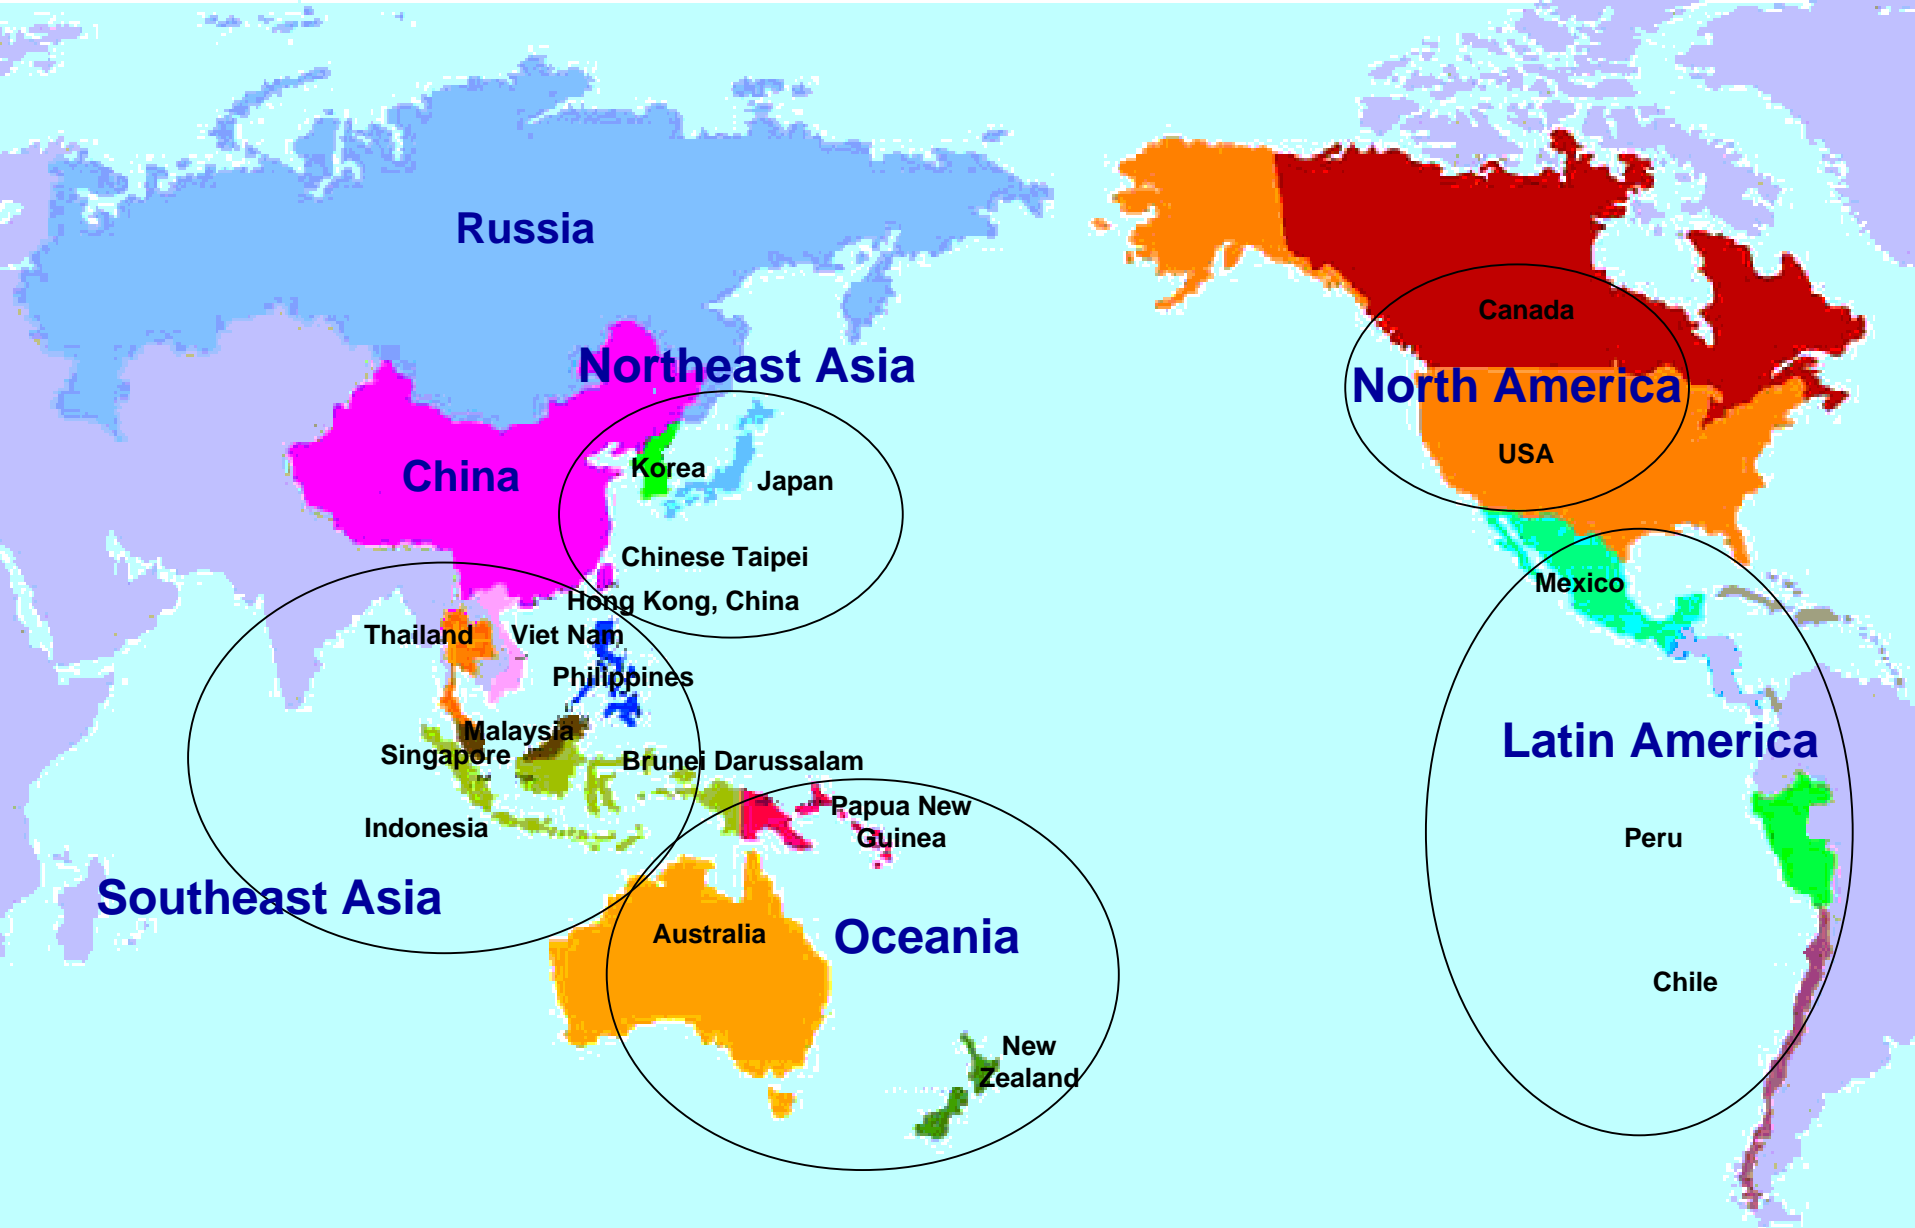 Russia
Canada
Northeast Asia
North America
USA
Korea
China
Japan
Chinese Taipei
Mexico
Hong Kong, China
Thailand
Viet Nam
Philippines
Malaysia
Latin America
Singapore
Brunei Darussalam
Papua New
Guinea
Indonesia
Peru
Southeast Asia
Australia
Oceania
Chile
New
Zealand